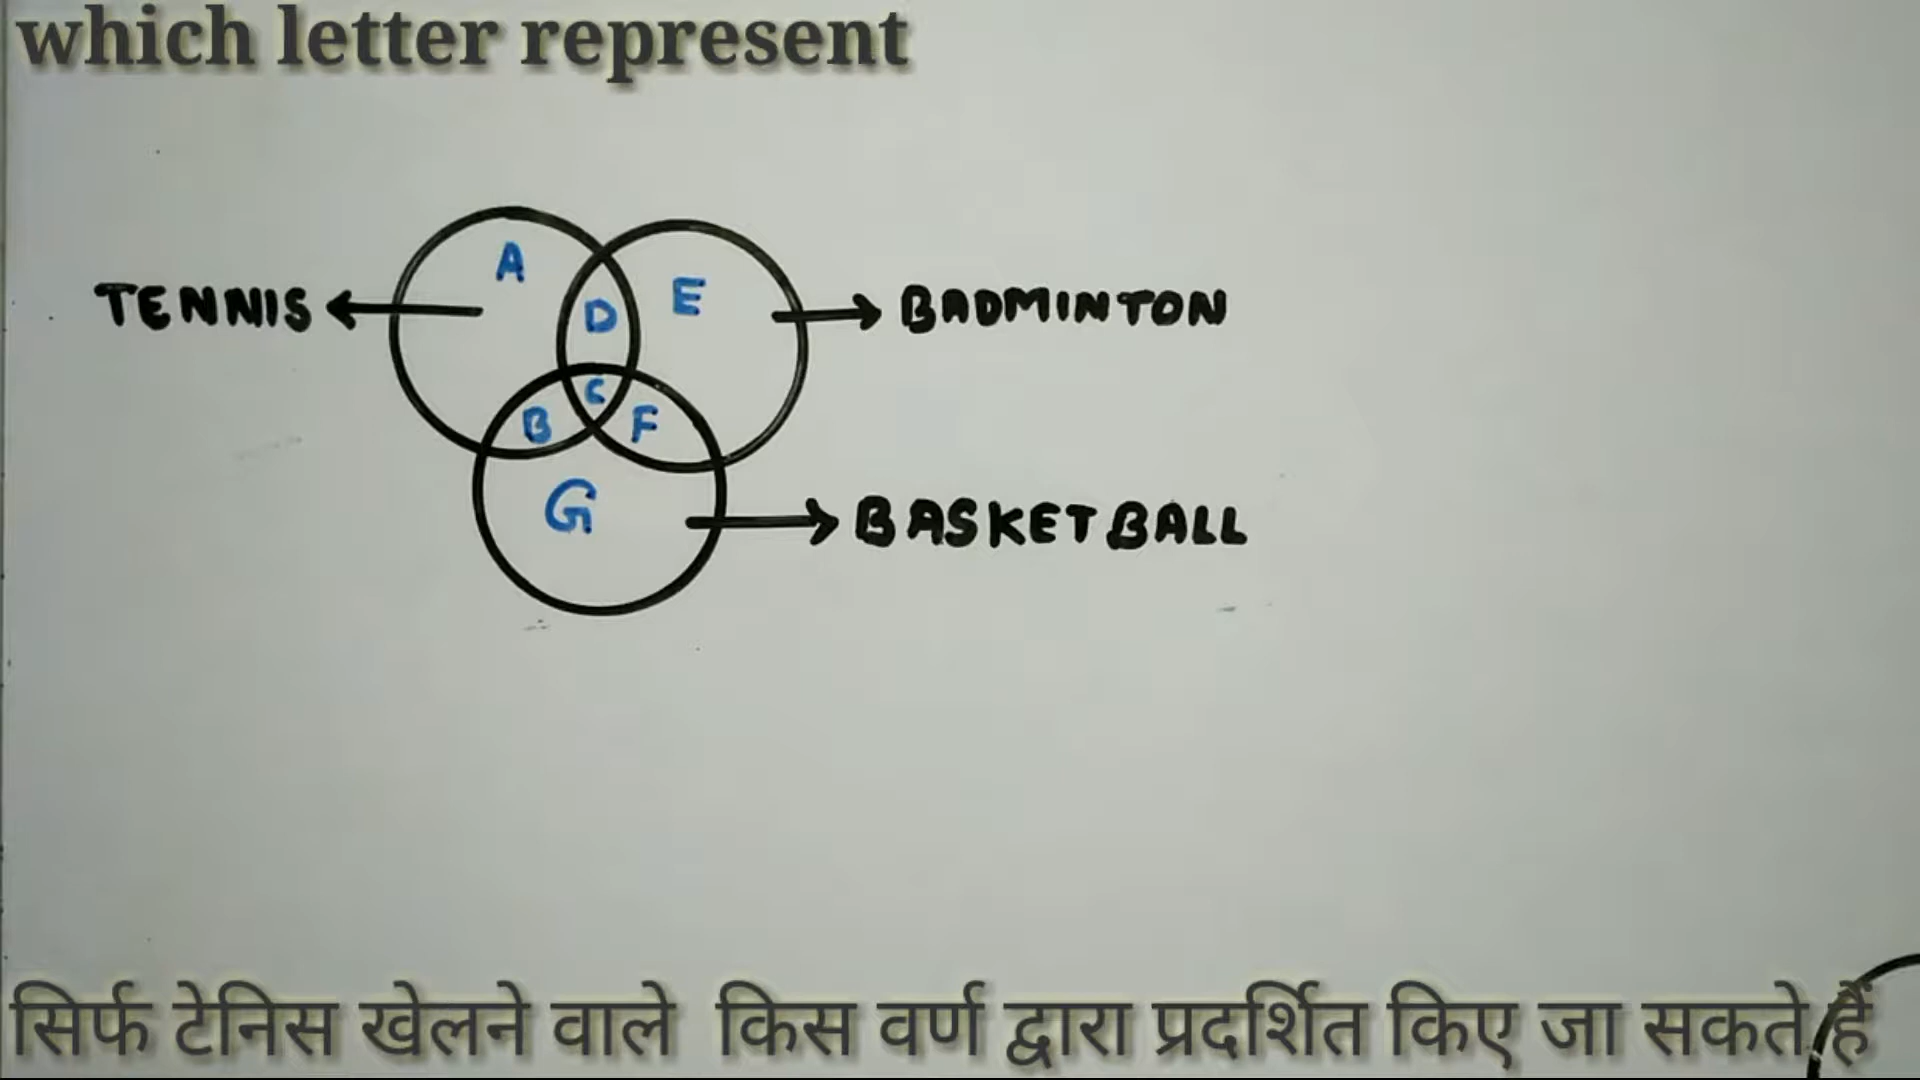 which letter represent
A
TENNIS
D
E
BADMINTON
C
B
F
G
BASKETBALL
सिर्फ टेनिस खेलने वाले किस वर्ण द्वारा प्रदर्शित किए जा सकते हैं